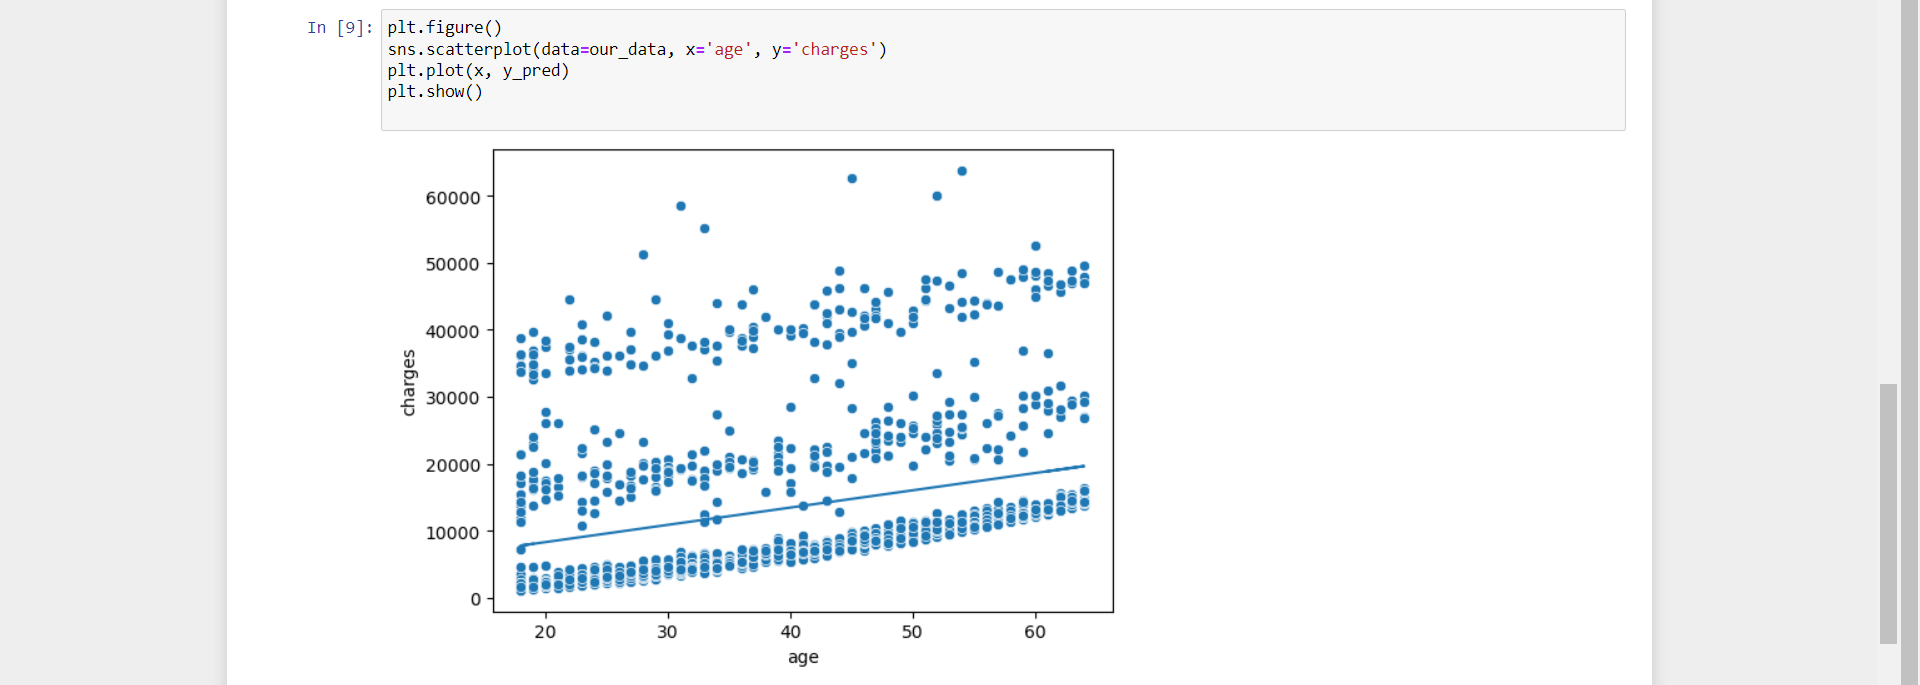 In [9]:
plt.figure()
sns.scatterplot(data=our_data, x='age', y='charges')
plt.plot(x, y_pred)
plt.show()
60000
50000
40000
30000
20000
10000
0
charges
20 30 40 50 60
age